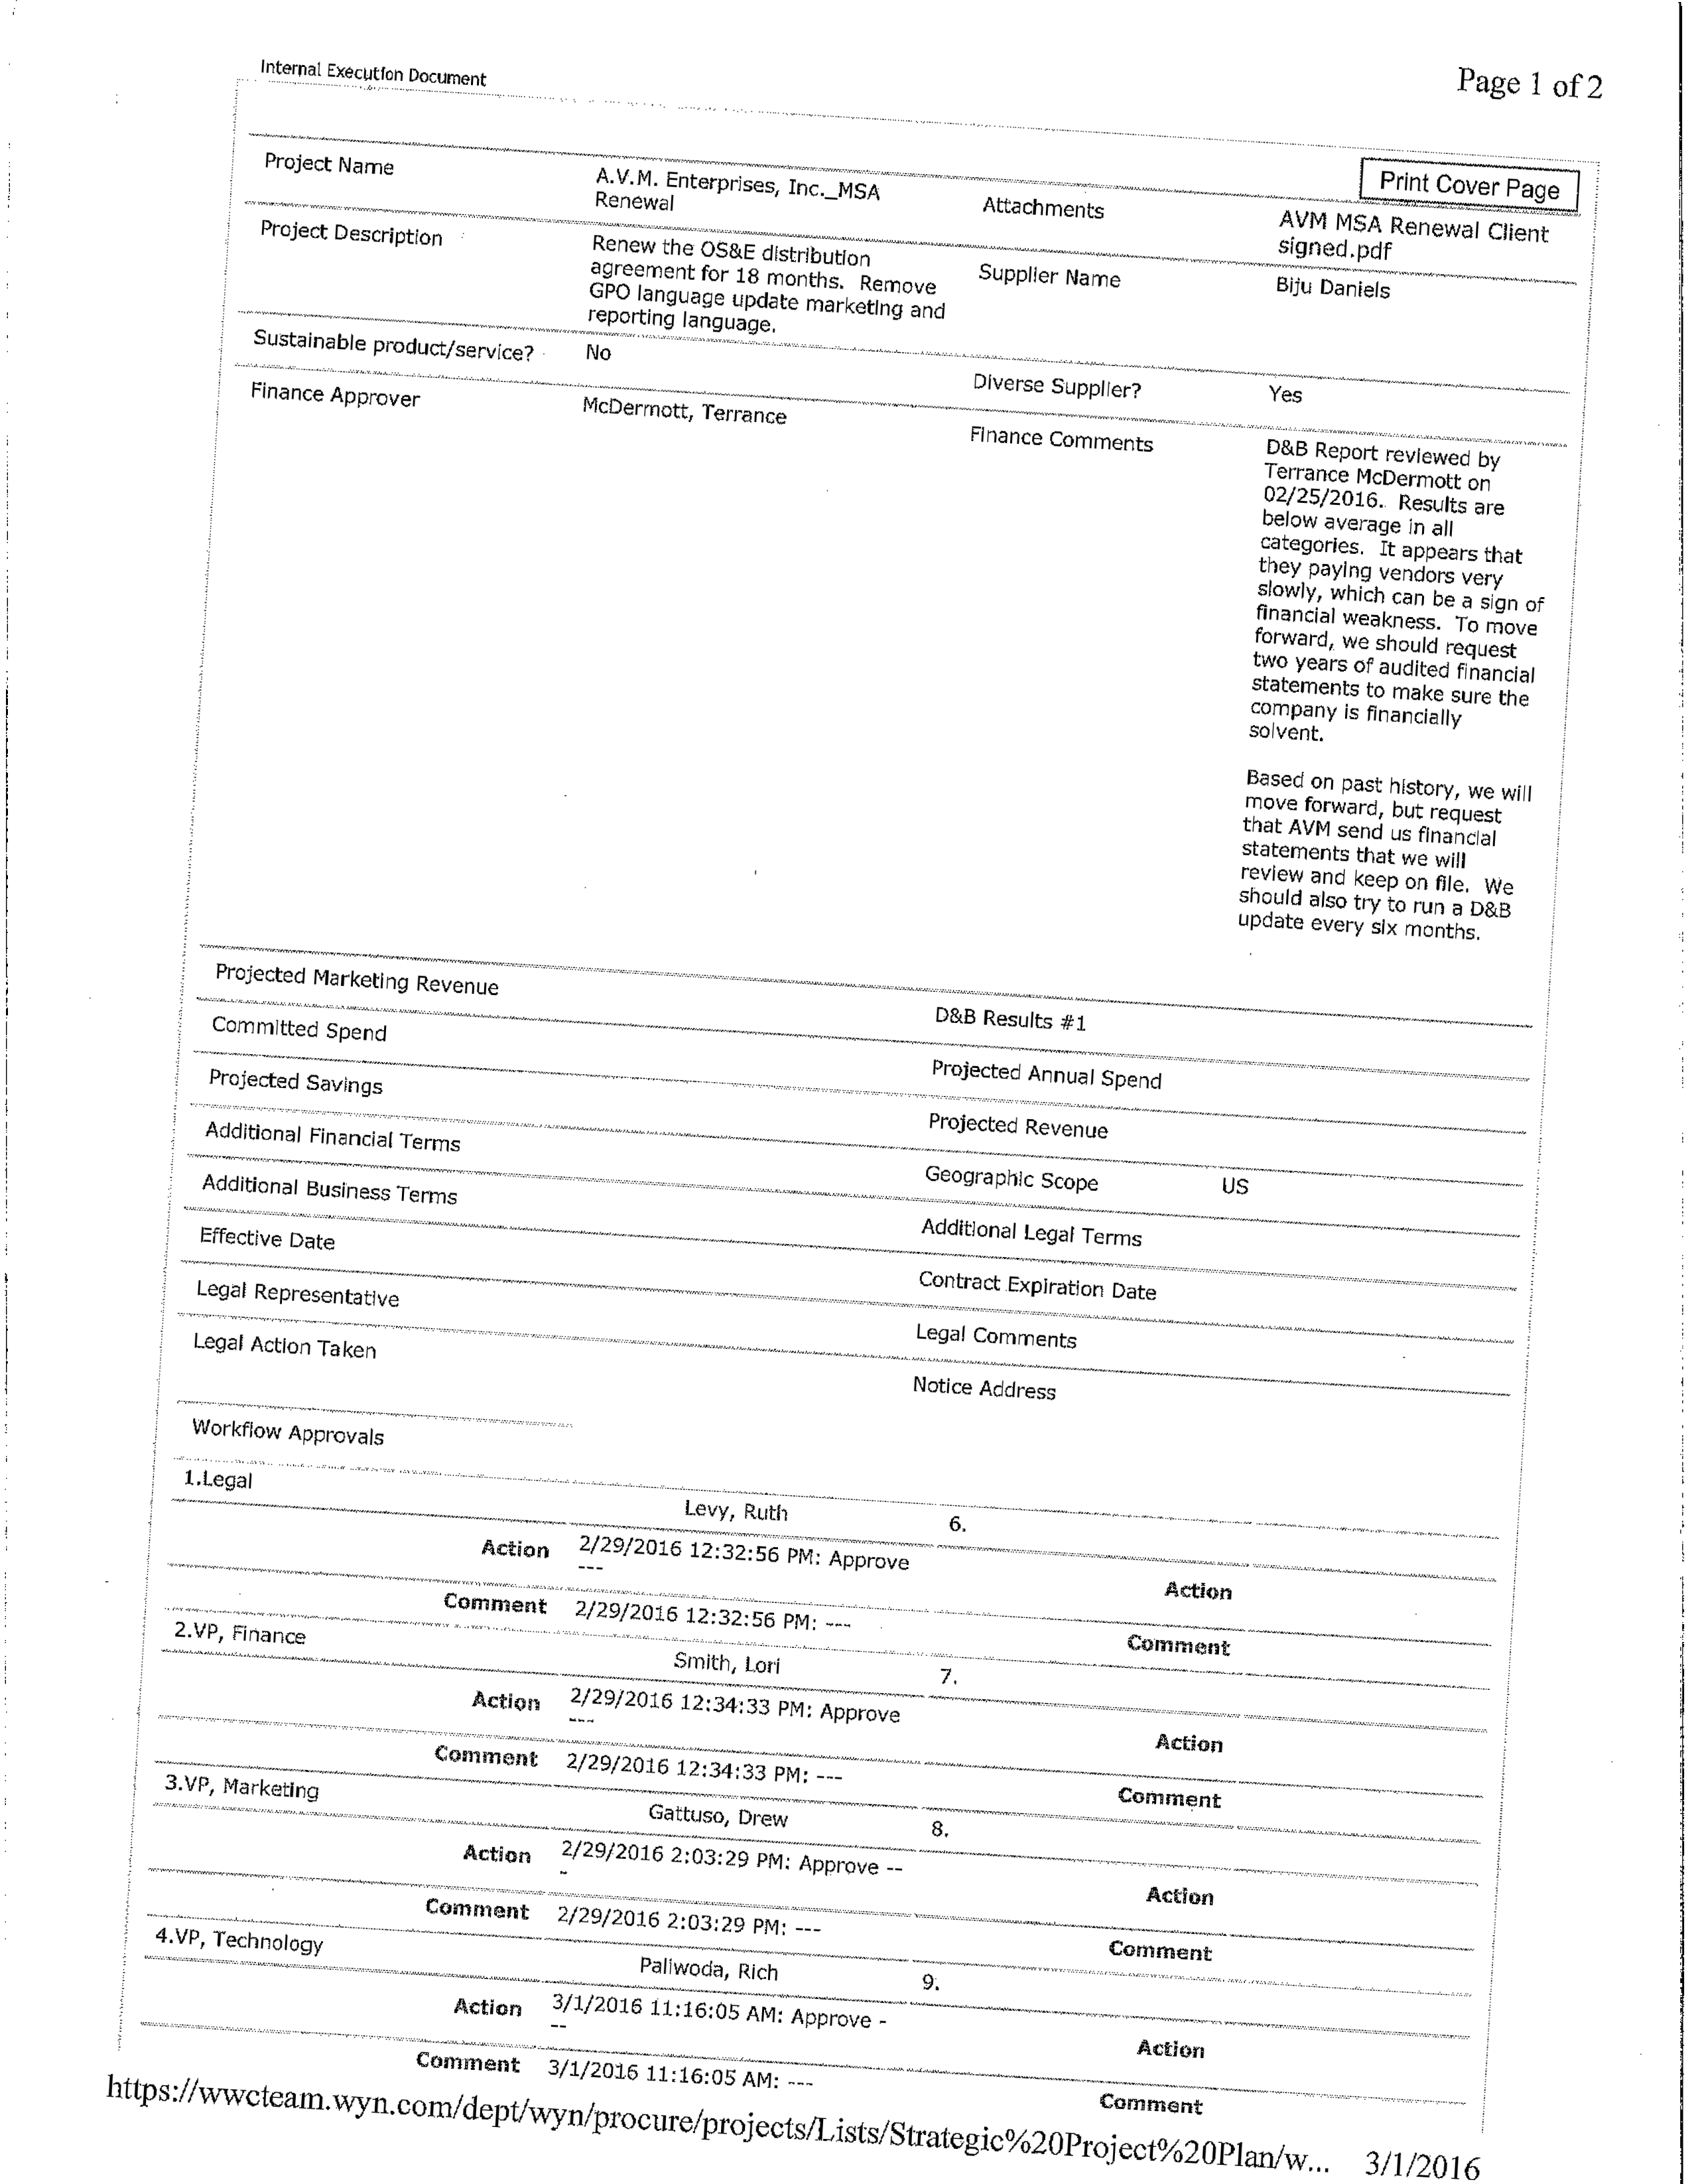 Internal Execution Document
Page 1 of 2
Print Cover Page
Project Name
A.V.M. Enterprises, Inc._MSA
Renewal
Attachments
AVM MSA Renewal Client
signed.pdf
Project Description
Renew the OS&E distribution
agreement for 18 months.  Remove
GPO language update marketing and
reporting language.
Supplier Name
Biju Daniels
Sustainable product/service?
No
Diverse Supplier?
Yes
Finance Approver
McDermott, Terrance
Finance Comments
D&B Report reviewed by
Terrance McDermott on
02/25/2016.  Results are
below average in all
categories.  It appears that
they paying vendors very
slowly, which can be a sign of
financial weakness.  To move
forward, we should request
two years of audited financial
statements to make sure the
company is financially
solvent.
Based on past history, we will
move forward, but request
that AVM send us financial
statements that we will
review and keep on file.  We
should also try to run a D&B
update every six months.
Projected Marketing Revenue
D&B Results #1
Committed Spend
Projected Annual Spend
Projected Savings
Projected Revenue
Additional Financial Terms
Geographic Scope
US
Additional Business Terms
Additional Legal Terms
Effective Date
Contract Expiration Date
Legal Representative
Legal Comments
Legal Action Taken
Notice Address
Workflow Approvals
1.Legal
Levy, Ruth
6.
Action
2/29/2016 12:32:56 PM: Approve
---
Action
Comment
2/29/2016 12:32:56 PM: ---
Comment
2.VP, Finance
Smith, Lori
7.
Action
2/29/2016 12:34:33 PM: Approve
---
Action
Comment
2/29/2016 12:34:33 PM: ---
Comment
3.VP, Marketing
Gattuso, Drew
8.
Action
2/29/2016 2:03:29 PM: Approve --
-
Action
Comment
2/29/2016 2:03:29 PM: ---
Comment
4.VP, Technology
Paliwoda, Rich
9.
Action
3/1/2016 11:16:05 AM: Approve -
--
Action
Comment
3/1/2016 11:16:05 AM: ---
Comment
https://wwcteam.wyn.com/dept/wyn/procure/projects/Lists/Strategic%20Project%20Plan/w...
3/1/2016